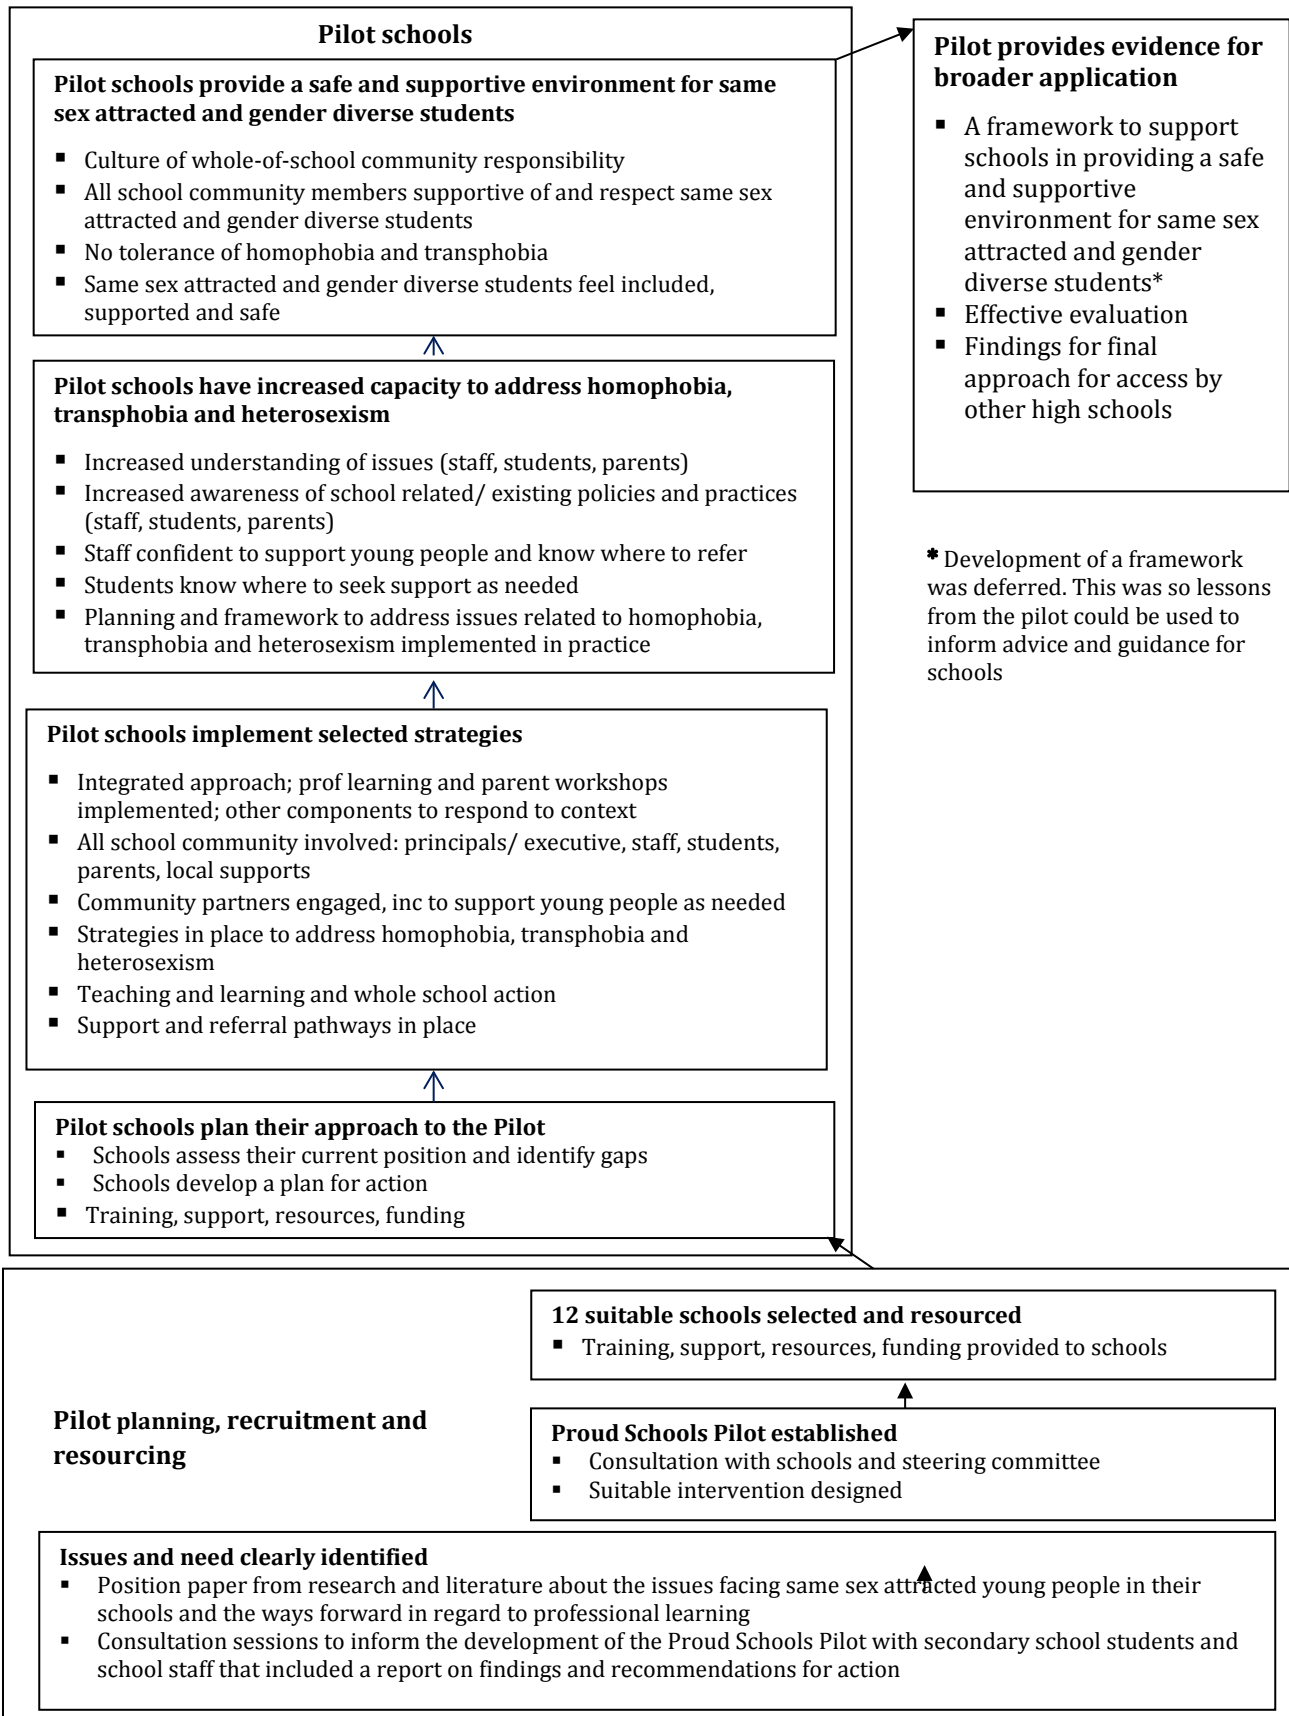 Pilot schools
Pilot schools provide a safe and supportive environment for same
sex attracted and gender diverse students
▪ Culture of whole-of-school community responsibility
▪ All school community members supportive of and respect same sex
attracted and gender diverse students
▪ No tolerance of homophobia and transphobia
▪ Same sex attracted and gender diverse students feel included,
supported and safe
Pilot schools have increased capacity to address homophobia,
transphobia and heterosexism
▪ Increased understanding of issues (staff, students, parents)
▪ Increased awareness of school related/ existing policies and practices
(staff, students, parents)
▪ Staff confident to support young people and know where to refer
▪ Students know where to seek support as needed
▪ Planning and framework to address issues related to homophobia,
transphobia and heterosexism implemented in practice
Pilot schools implement selected strategies
▪ Integrated approach; prof learning and parent workshops
implemented; other components to respond to context
▪ All school community involved: principals/ executive, staff, students,
parents, local supports
▪ Community partners engaged, inc to support young people as needed
▪ Strategies in place to address homophobia, transphobia and
heterosexism
▪ Teaching and learning and whole school action
▪ Support and referral pathways in place
Pilot schools plan their approach to the Pilot
▪ Schools assess their current position and identify gaps
▪ Schools develop a plan for action
▪ Training, support, resources, funding
Pilot provides evidence for
broader application
▪ A framework to support
schools in providing a safe
and supportive
environment for same sex
attracted and gender
diverse students*
▪ Effective evaluation
▪ Findings for final
approach for access by
other high schools
* Development of a framework
was deferred. This was so lessons
from the pilot could be used to
inform advice and guidance for
schools
12 suitable schools selected and resourced
▪ Training, support, resources, funding provided to schools
Pilot planning, recruitment and
resourcing
Proud Schools Pilot established
▪ Consultation with schools and steering committee
▪ Suitable intervention designed
Issues and need clearly identified
▪ Position paper from research and literature about the issues facing same sex attracted young people in their
schools and the ways forward in regard to professional learning
▪ Consultation sessions to inform the development of the Proud Schools Pilot with secondary school students and
school staff that included a report on findings and recommendations for action